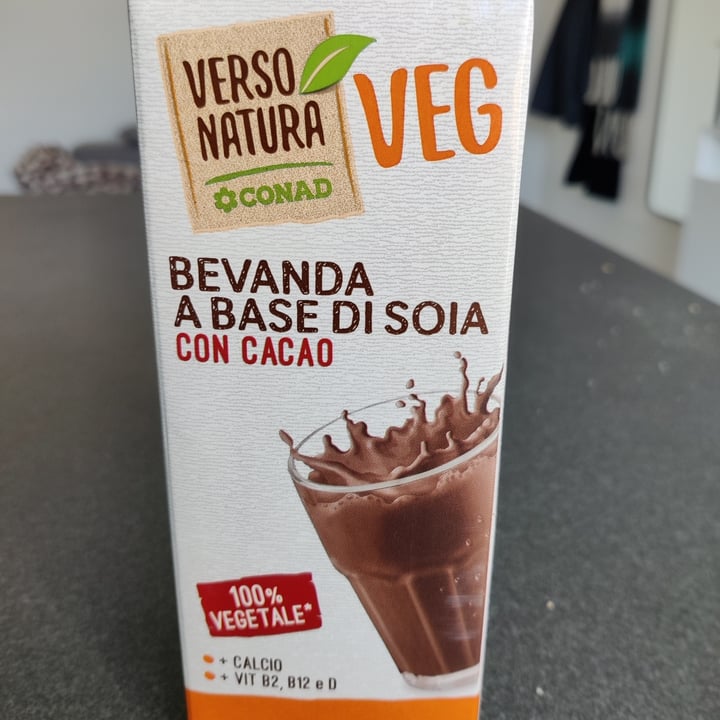 VERSO
NATURA
CONAD
VEG
BEVANDA
A BASE DI SOIA
CON CACAO
100%
VEGETALE*
+ CALCIO
+ VIT B2, B12 e D